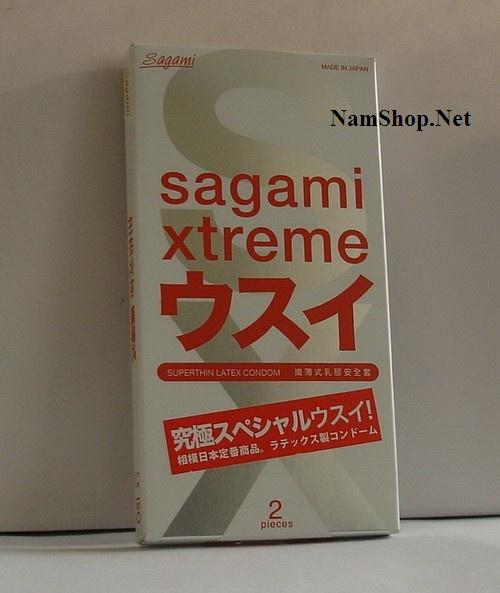 Sagami
MADE IN JAPAN
NamShop.Net
sagami
xtreme
ウスイ
SUPERTHIN LATEX CONDOM 纖薄式乳膠安全套
究極スペシャルウスイ!
相模日本定番商品。ラテックス製コンドーム
2
pieces